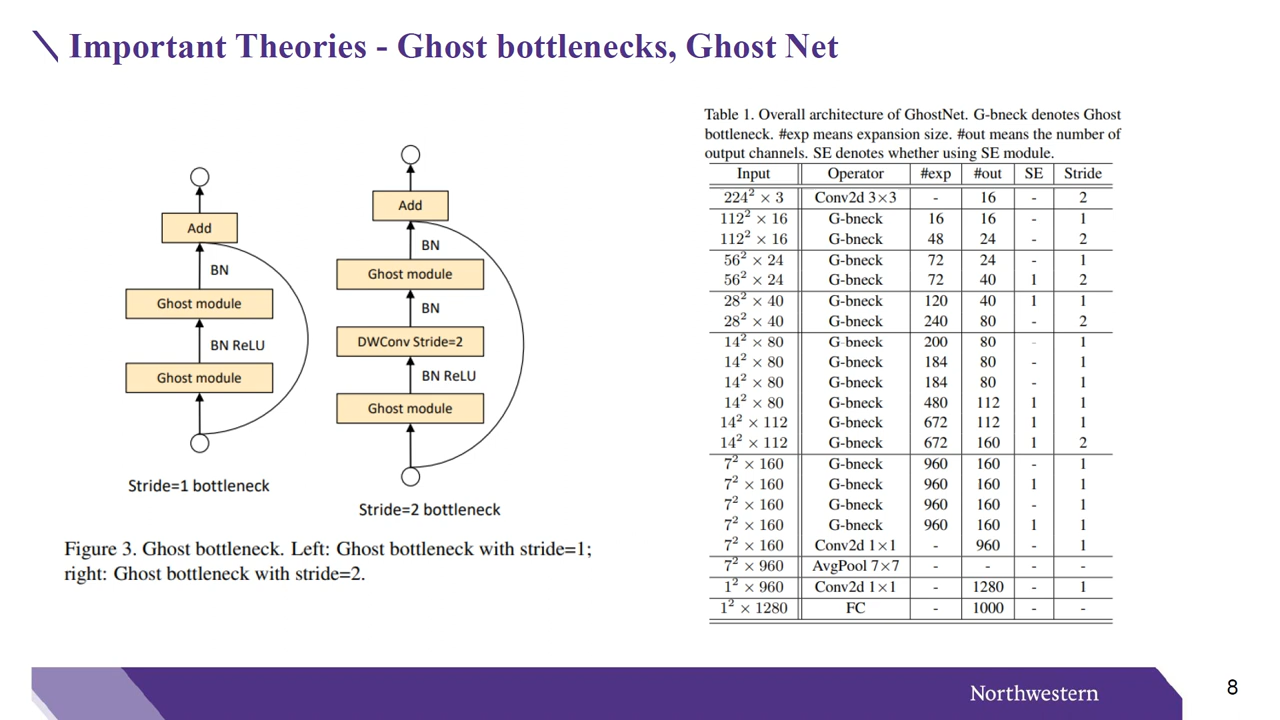 Important Theories - Ghost bottlenecks, Ghost Net
Add
BN
Ghost module
BN ReLU
Ghost module
Stride=1 bottleneck
Add
BN
Ghost module
BN
DWConv Stride=2
BN ReLU
Ghost module
Stride=2 bottleneck
Figure 3. Ghost bottleneck. Left: Ghost bottleneck with stride=1;
right: Ghost bottleneck with stride=2.
Table 1. Overall architecture of GhostNet. G-bneck denotes Ghost
bottleneck. #exp means expansion size. #out means the number of
output channels. SE denotes whether using SE module.
Input Operator #exp #out SE Stride
224² × 3 Conv2d 3×3 - 16 - 2
112² × 16 G-bneck 16 16 - 1
112² × 16 G-bneck 48 24 - 2
56² × 24 G-bneck 72 24 - 1
56² × 24 G-bneck 72 40 1 2
28² × 40 G-bneck 120 40 1 1
28² × 40 G-bneck 240 80 - 2
14² × 80 G-bneck 200 80 - 1
14² × 80 G-bneck 184 80 - 1
14² × 80 G-bneck 184 80 - 1
14² × 80 G-bneck 480 112 1 1
14² × 112 G-bneck 672 112 1 1
14² × 112 G-bneck 672 160 1 2
7² × 160 G-bneck 960 160 - 1
7² × 160 G-bneck 960 160 1 1
7² × 160 G-bneck 960 160 - 1
7² × 160 G-bneck 960 160 1 1
7² × 160 Conv2d 1×1 - 960 - 1
7² × 960 AvgPool 7×7 - - - -
1² × 960 Conv2d 1×1 - 1280 - 1
1² × 1280 FC - 1000 - -
Northwestern
8